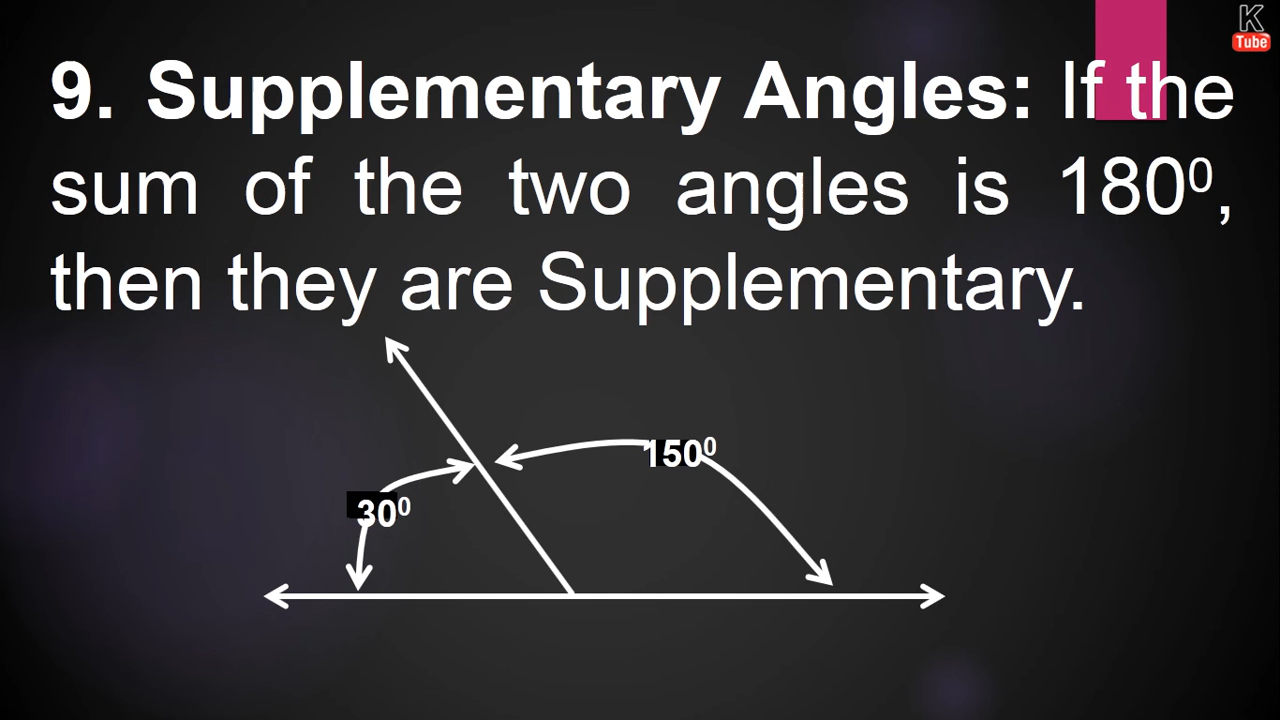 K
Tube
9. Supplementary Angles: If the
sum of the two angles is 180⁰,
then they are Supplementary.
150⁰
30⁰